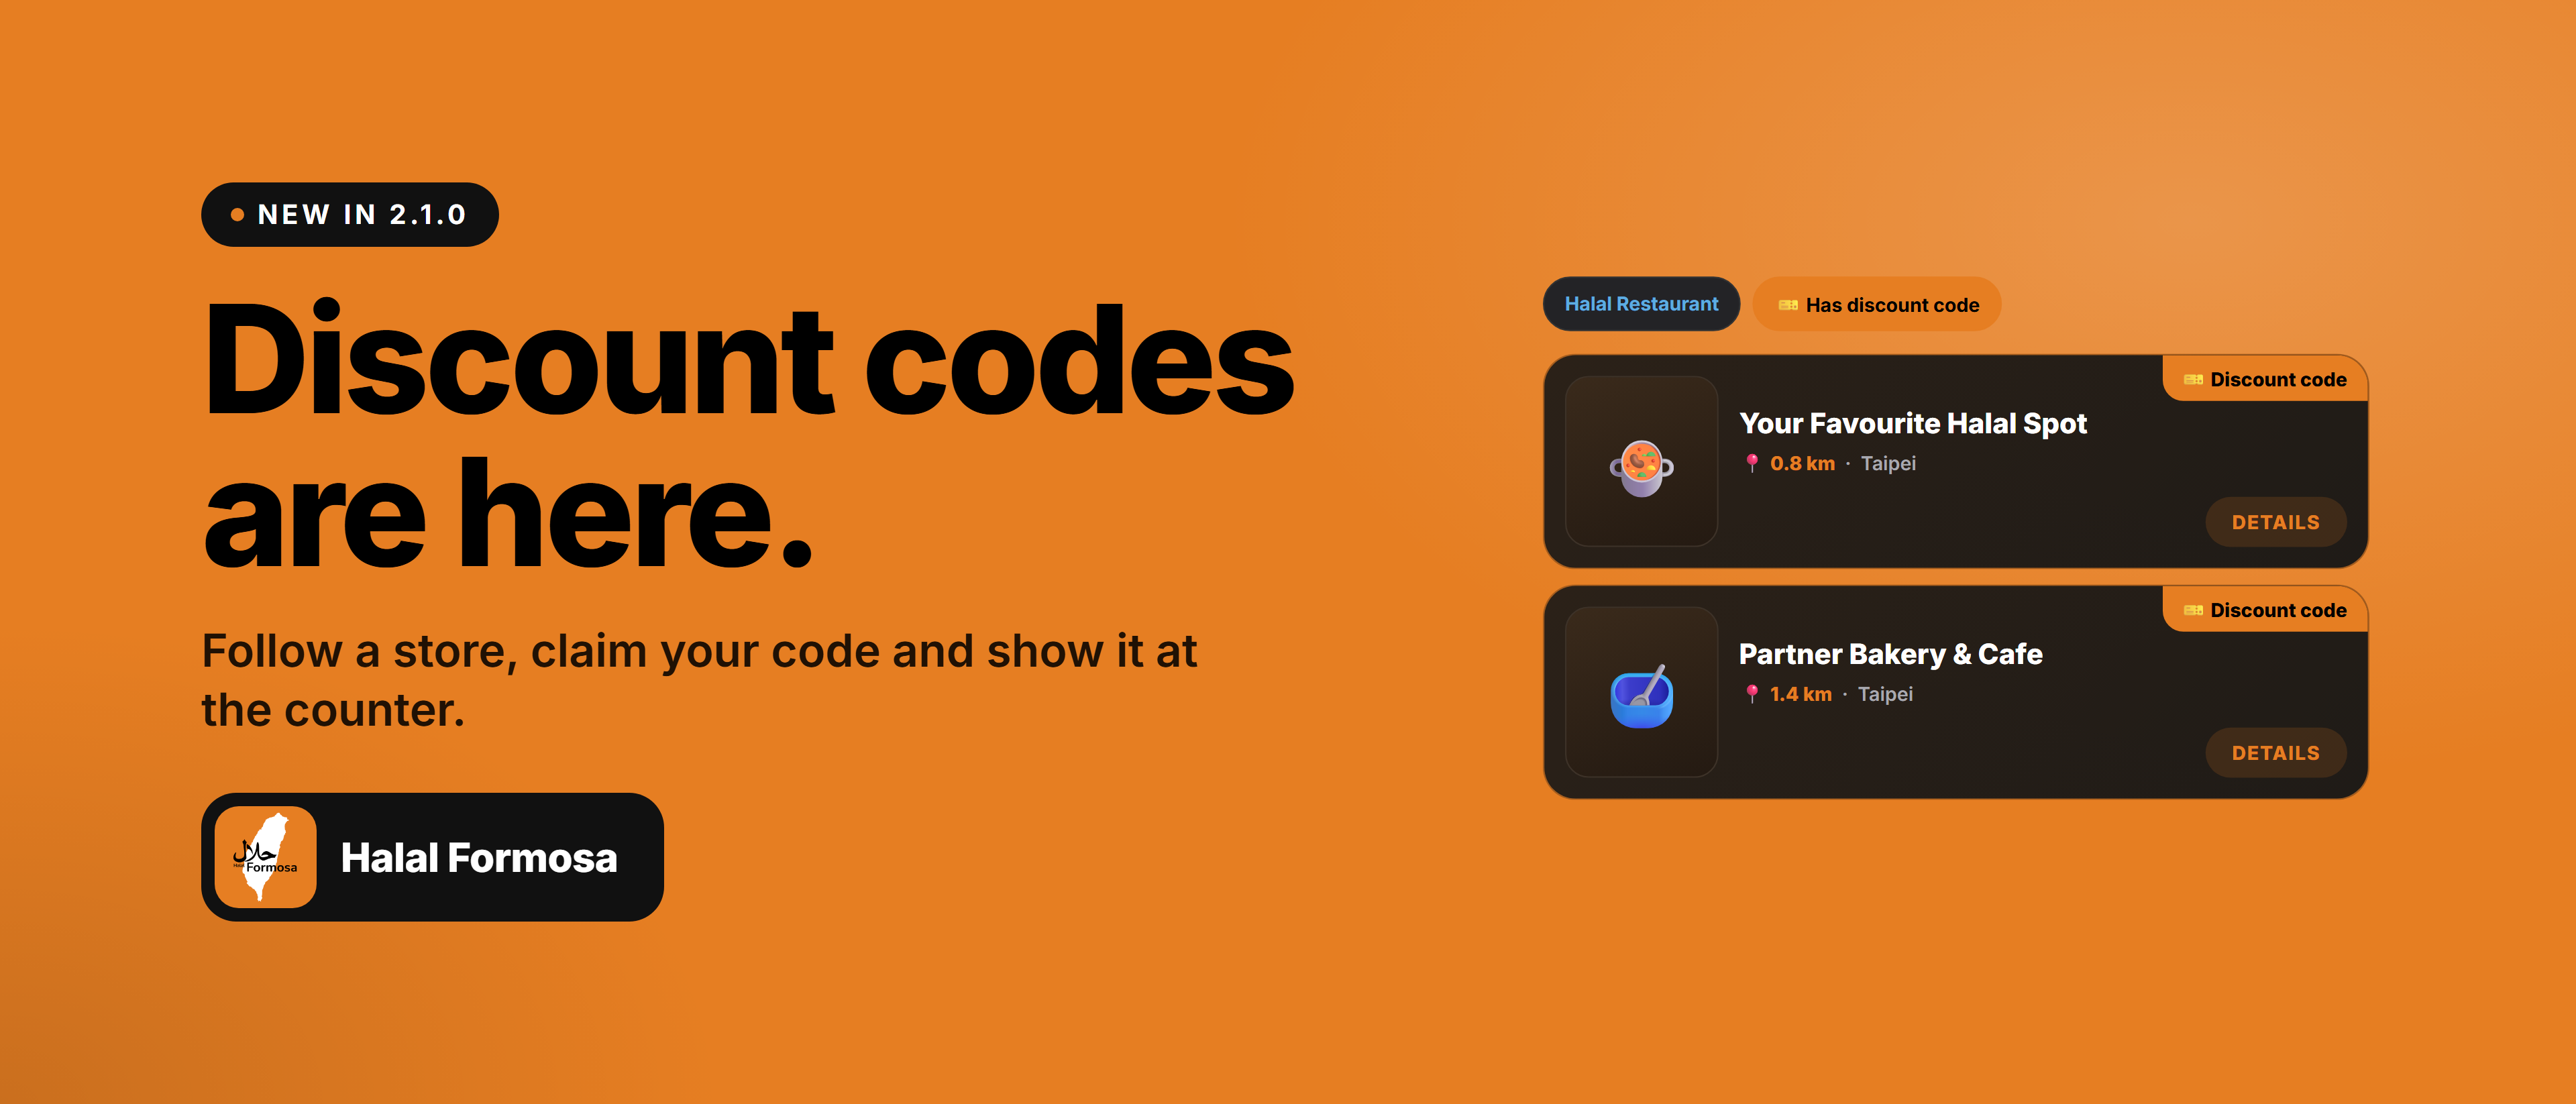 NEW IN 2.1.0
Discount codes
are here.
Follow a store, claim your code and show it at
the counter.
حلال
Formosa
Halal Formosa
Halal Restaurant
🎫 Has discount code
🎫 Discount code
Your Favourite Halal Spot
📍 0.8 km · Taipei
DETAILS
🎫 Discount code
Partner Bakery & Cafe
📍 1.4 km · Taipei
DETAILS